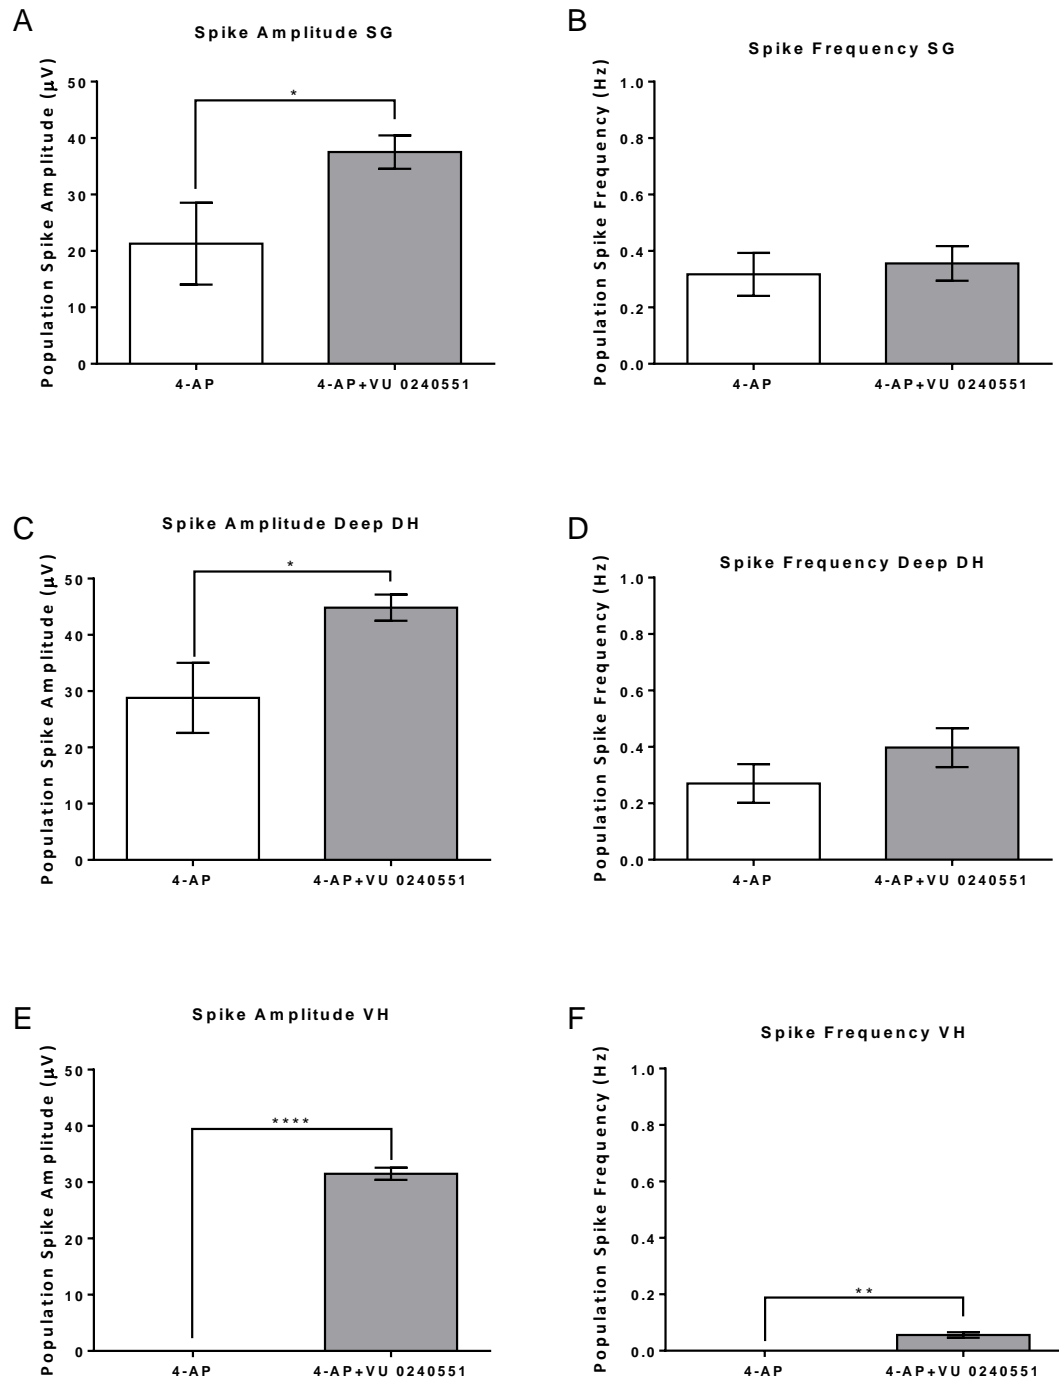 A
Spike Amplitude SG
Population Spike Amplitude (µV)
50
40
30
20
10
0
*
4-AP
4-AP+VU 0240551
B
Spike Frequency SG
Population Spike Frequency (Hz)
1.0
0.8
0.6
0.4
0.2
0.0
4-AP
4-AP+VU 0240551
C
Spike Amplitude Deep DH
Population Spike Amplitude (µV)
50
40
30
20
10
0
*
4-AP
4-AP+VU 0240551
D
Spike Frequency Deep DH
Population Spike Frequency (Hz)
1.0
0.8
0.6
0.4
0.2
0.0
4-AP
4-AP+VU 0240551
E
Spike Amplitude VH
Population Spike Amplitude (µV)
50
40
30
20
10
0
****
4-AP
4-AP+VU 0240551
F
Spike Frequency VH
Population Spike Frequency (Hz)
1.0
0.8
0.6
0.4
0.2
0.0
**
4-AP
4-AP+VU 0240551